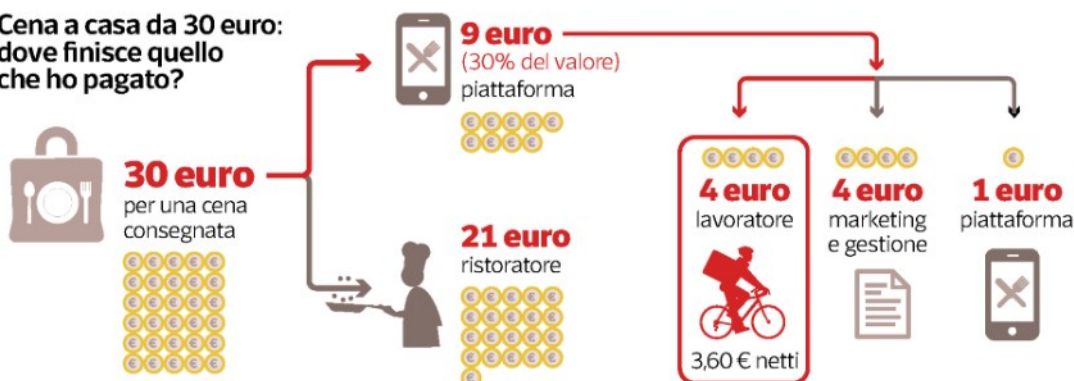 Cena a casa da 30 euro:
dove finisce quello
che ho pagato?
30 euro
per una cena
consegnata
9 euro
(30% del valore)
piattaforma
21 euro
ristoratore
4 euro
lavoratore
3,60 € netti
4 euro
marketing
e gestione
1 euro
piattaforma